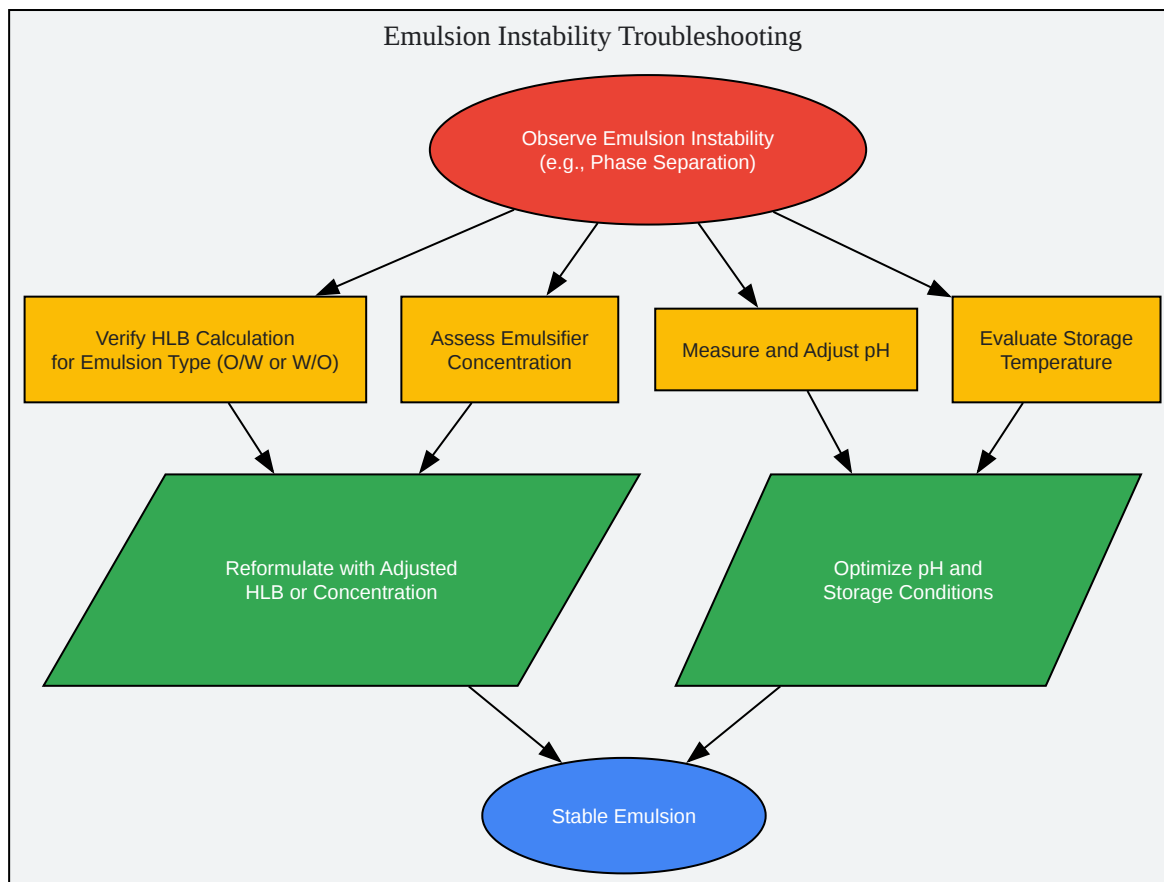 Emulsion Instability Troubleshooting
Observe Emulsion Instability
(e.g., Phase Separation)
Verify HLB Calculation
for Emulsion Type (O/W or W/O)
Assess Emulsifier
Concentration
Measure and Adjust pH
Evaluate Storage
Temperature
Reformulate with Adjusted
HLB or Concentration
Optimize pH and
Storage Conditions
Stable Emulsion